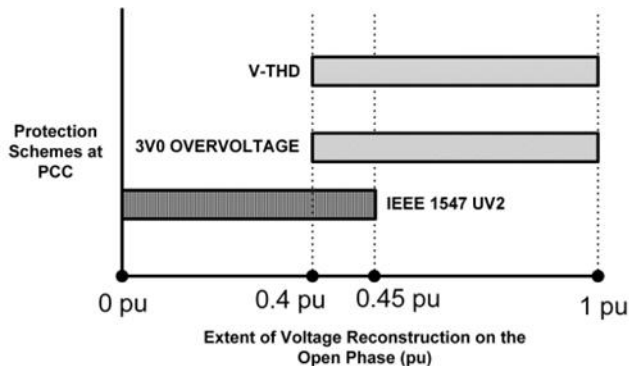 V-THD
Protection
Schemes at
PCC
3V0 OVERVOLTAGE
IEEE 1547 UV2
0 pu
0.4 pu
0.45 pu
1 pu
Extent of Voltage Reconstruction on the
Open Phase (pu)